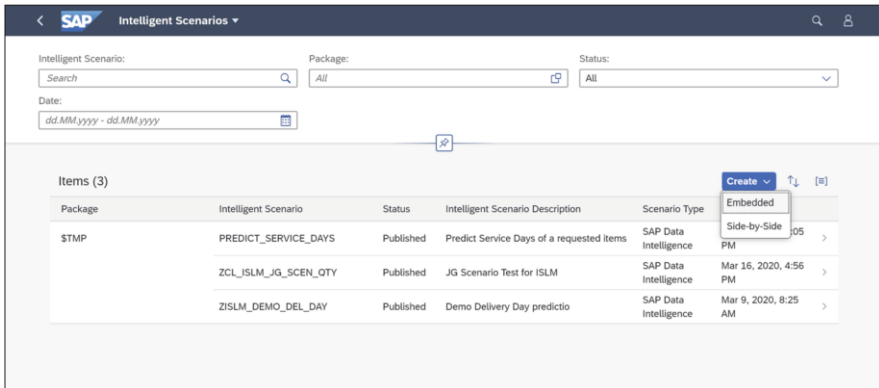 SAP Intelligent Scenarios
Intelligent Scenario: Package: Status:
Search All All
Date:
dd.MM.yyyy - dd.MM.yyyy
Items (3) Create
Embedded
Side-by-Side
Package Intelligent Scenario Status Intelligent Scenario Description Scenario Type
$TMP PREDICT_SERVICE_DAYS Published Predict Service Days of a requested items SAP Data Intelligence :05 PM
ZCL_ISLM_JG_SCEN_QTY Published JG Scenario Test for ISLM SAP Data Intelligence Mar 16, 2020, 4:56 PM
ZISLM_DEMO_DEL_DAY Published Demo Delivery Day predictio SAP Data Intelligence Mar 9, 2020, 8:25 AM